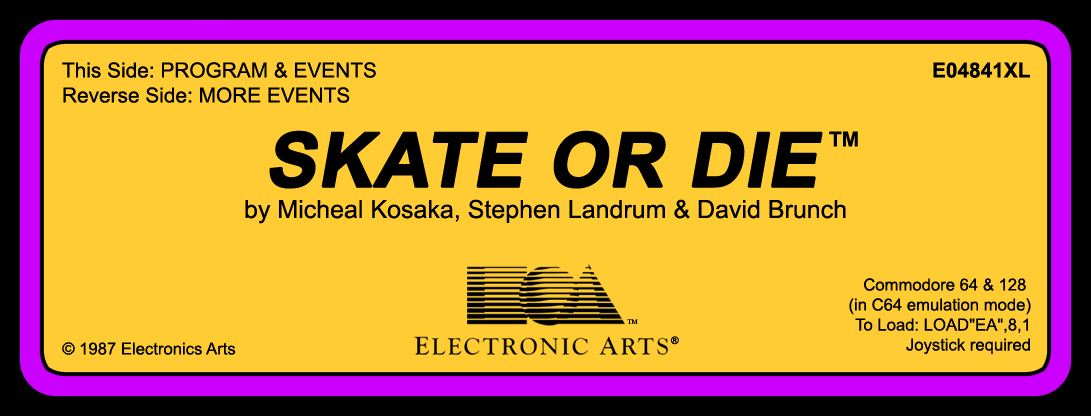 This Side: PROGRAM & EVENTS
Reverse Side: MORE EVENTS
E04841XL
SKATE OR DIE™
by Micheal Kosaka, Stephen Landrum & David Brunch
ECA™
ELECTRONIC ARTS®
© 1987 Electronics Arts
Commodore 64 & 128
(in C64 emulation mode)
To Load: LOAD"EA",8,1
Joystick required